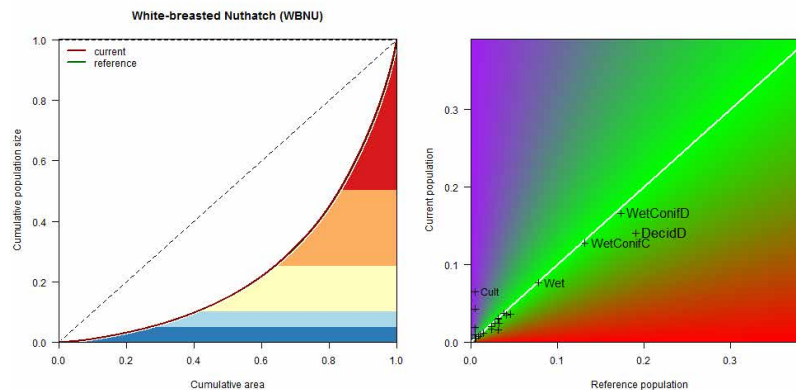 White-breasted Nuthatch (WBNU)
current
reference
Cumulative population size
1.0
0.8
0.6
0.4
0.2
0.0
0.0 0.2 0.4 0.6 0.8 1.0
Cumulative area
Current population
0.3
0.2
0.1
0.0
WetConifD
DecidD
WetConifC
Wet
Cult
0.0 0.1 0.2 0.3
Reference population